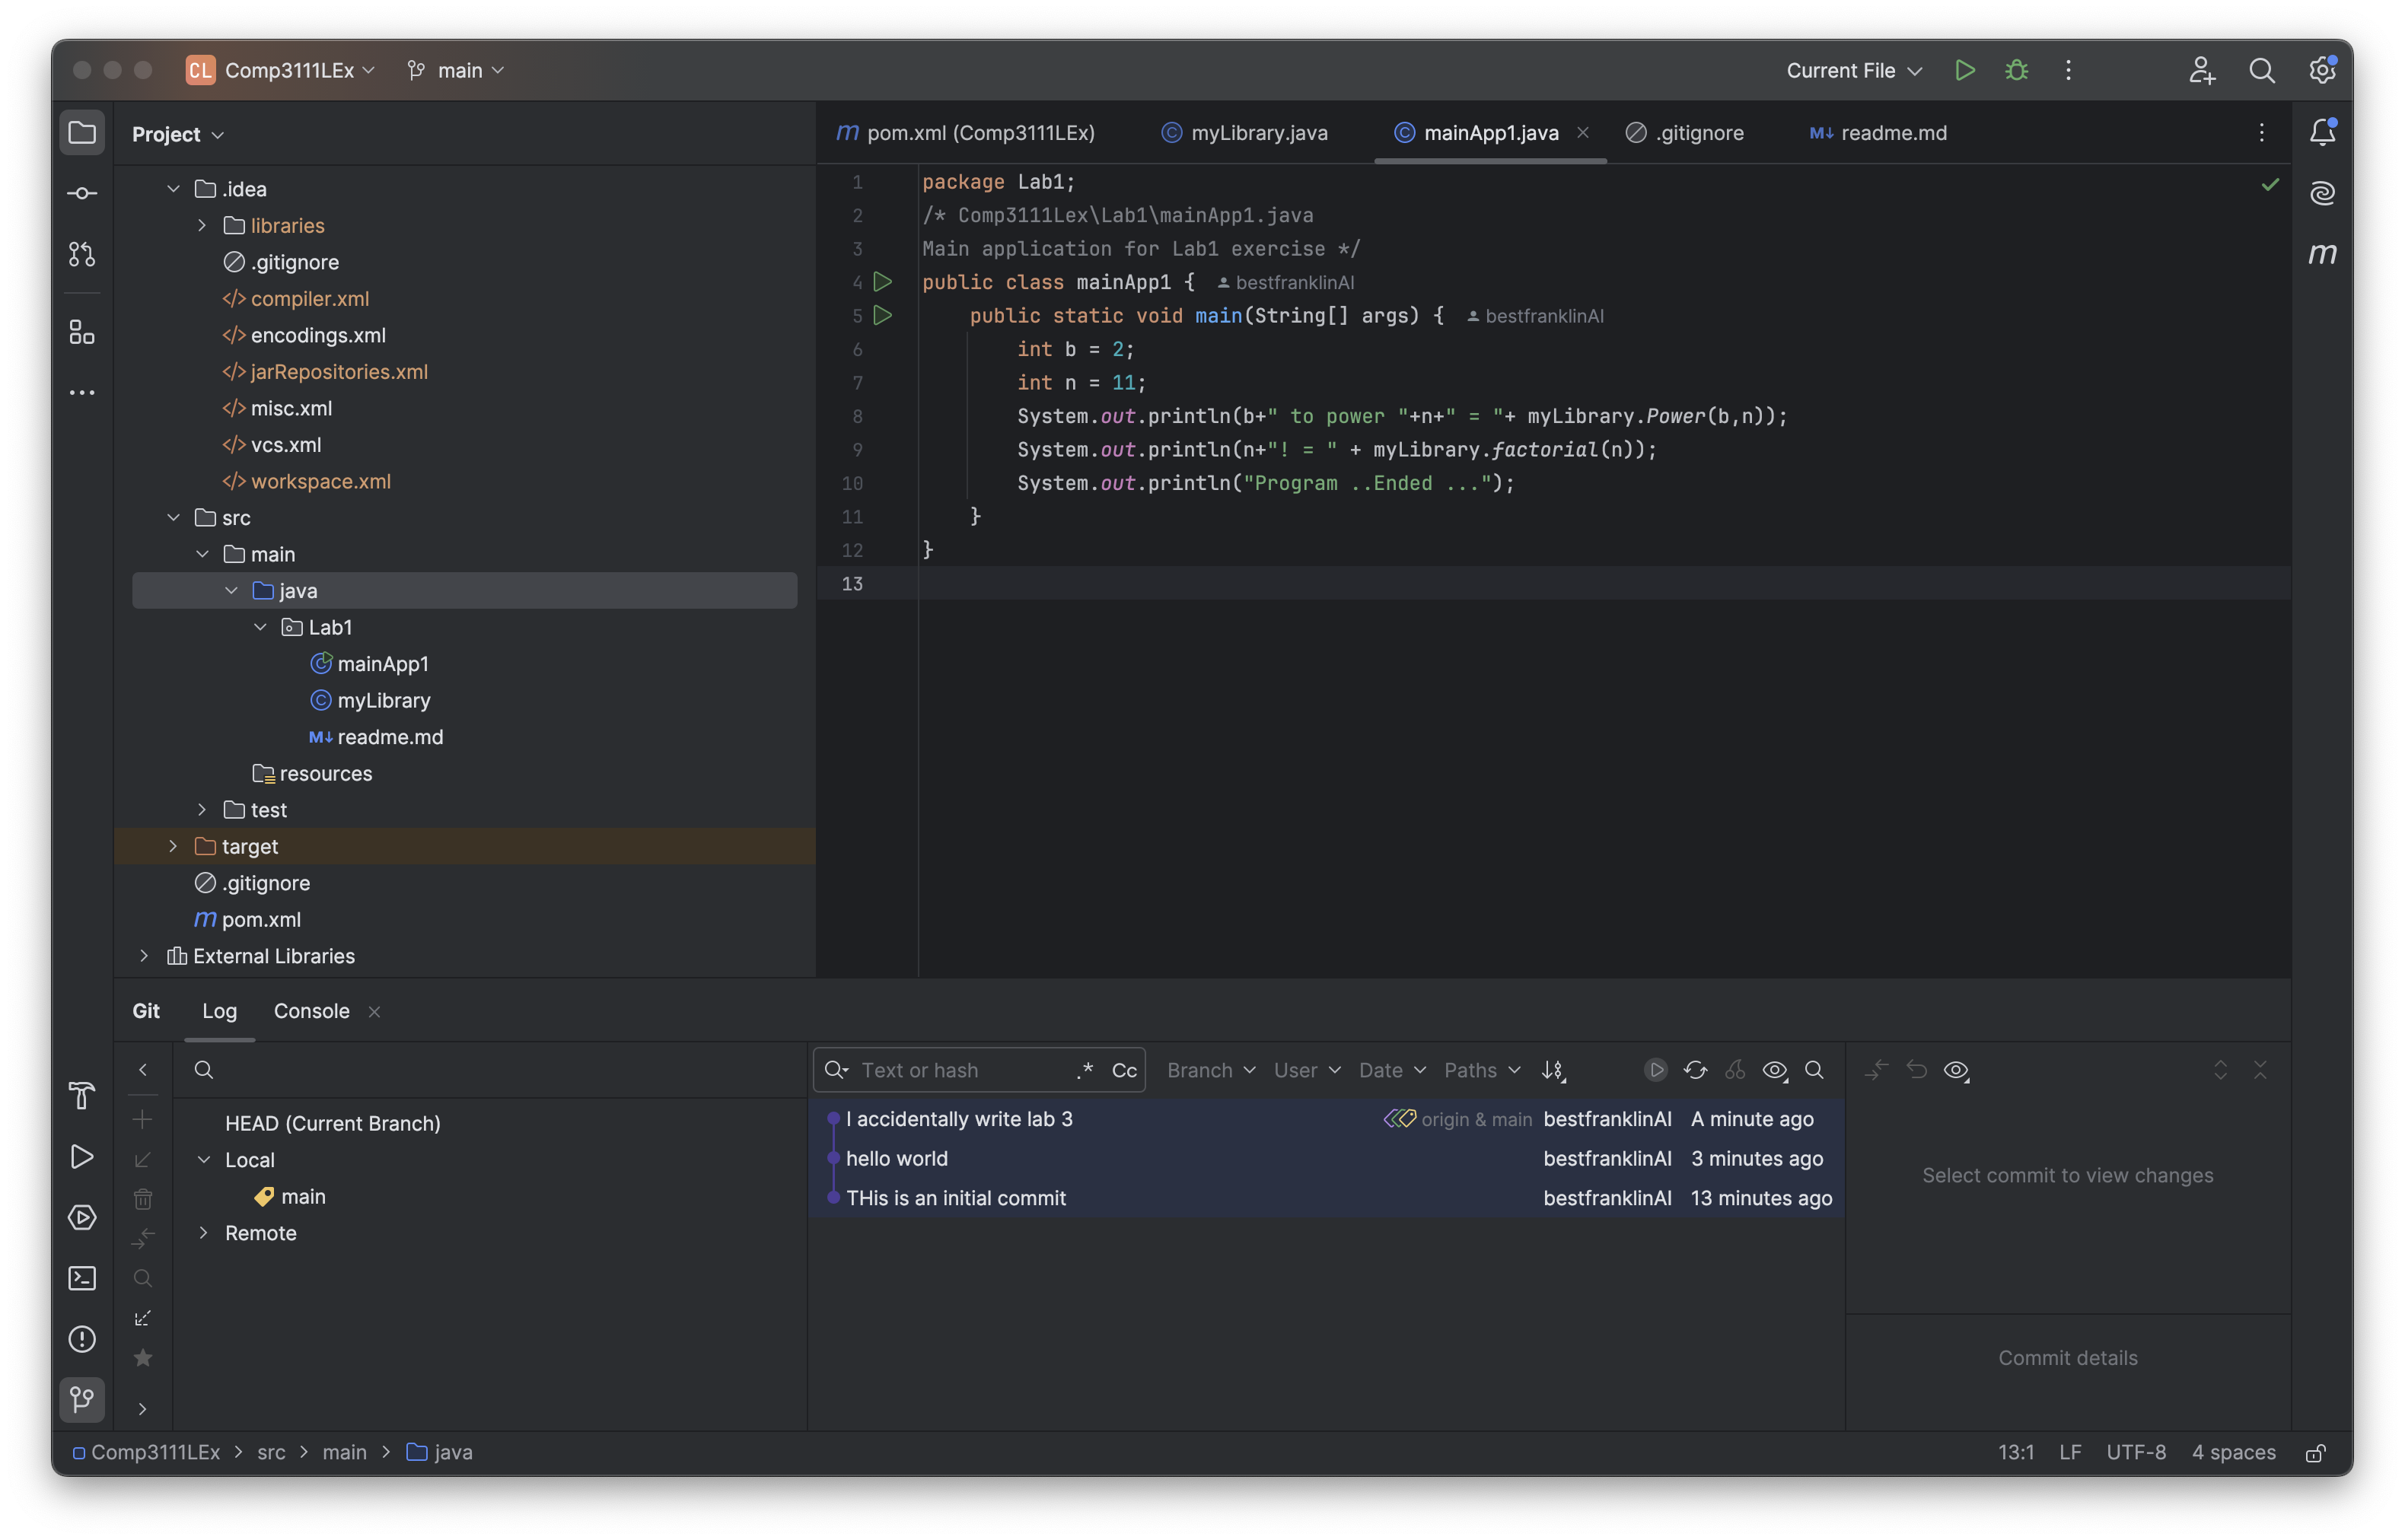 CL Comp3111LEx main Current File
Project
.idea
libraries
.gitignore
compiler.xml
encodings.xml
jarRepositories.xml
misc.xml
vcs.xml
workspace.xml
src
main
java
Lab1
mainApp1
myLibrary
readme.md
resources
test
target
.gitignore
pom.xml
External Libraries
pom.xml (Comp3111LEx) myLibrary.java mainApp1.java .gitignore readme.md
1 package Lab1;
2 /* Comp3111Lex\Lab1\mainApp1.java
3 Main application for Lab1 exercise */
4 public class mainApp1 { bestfranklinAI
5 public static void main(String[] args) { bestfranklinAI
6 int b = 2;
7 int n = 11;
8 System.out.println(b+" to power "+n+" = "+ myLibrary.Power(b,n));
9 System.out.println(n+"! = " + myLibrary.factorial(n));
10 System.out.println("Program ..Ended ...");
11 }
12 }
13
Git Log Console
HEAD (Current Branch)
Local
main
Remote
Text or hash .* Cc Branch User Date Paths
I accidentally write lab 3 origin & main bestfranklinAI A minute ago
hello world bestfranklinAI 3 minutes ago
THis is an initial commit bestfranklinAI 13 minutes ago
Select commit to view changes
Commit details
Comp3111LEx > src > main > java 13:1 LF UTF-8 4 spaces